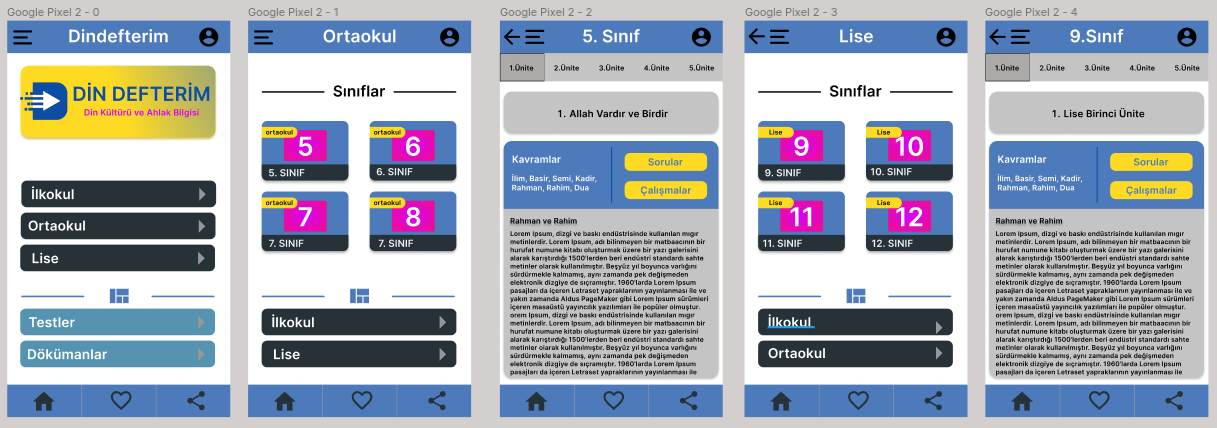 Google Pixel 2 - 0
Dindefterim
DİN DEFTERİM
Din Kültürü ve Ahlak Bilgisi
İlkokul
Ortaokul
Lise
Testler
Dökümanlar
Google Pixel 2 - 1
Ortaokul
Sınıflar
ortaokul
5
5. SINIF
ortaokul
6
6. SINIF
ortaokul
7
7. SINIF
ortaokul
8
7. SINIF
İlkokul
Lise
Google Pixel 2 - 2
5. Sınıf
1.Ünite 2.Ünite 3.Ünite 4.Ünite 5.Ünite
1. Allah Vardır ve Birdir
Kavramlar
İlim, Basir, Semi, Kadir,
Rahman, Rahim, Dua
Sorular
Çalışmalar
Rahman ve Rahim
Lorem Ipsum, dizgi ve baskı endüstrisinde kullanılan mıgır
metinlerdir. Lorem Ipsum, adı bilinmeyen bir matbaacının bir
hurufat numune kitabı oluşturmak üzere bir yazı galerisini
alarak karıştırdığı 1500'lerden beri endüstri standardı sahte
metinler olarak kullanılmıştır. Beşyüz yıl boyunca varlığını
sürdürmekle kalmamış, aynı zamanda pek değişmeden
elektronik dizgiye de sıçramıştır. 1960'larda Lorem Ipsum
pasajları da içeren Letraset yapraklarının yayınlanması ile ve
yakın zamanda Aldus PageMaker gibi Lorem Ipsum sürümleri
içeren masaüstü yayıncılık yazılımları ile popüler olmuştur.
orem Ipsum, dizgi ve baskı endüstrisinde kullanılan mıgır
metinlerdir. Lorem Ipsum, adı bilinmeyen bir matbaacının bir
hurufat numune kitabı oluşturmak üzere bir yazı galerisini
alarak karıştırdığı 1500'lerden beri endüstri standardı sahte
metinler olarak kullanılmıştır. Beşyüz yıl boyunca varlığını
sürdürmekle kalmamış, aynı zamanda pek değişmeden
elektronik dizgiye de sıçramıştır. 1960'larda Lorem Ipsum
pasajları da içeren Letraset yapraklarının yayınlanması ile
Google Pixel 2 - 3
Lise
Sınıflar
Lise
9
9. SINIF
Lise
10
10. SINIF
Lise
11
11. SINIF
Lise
12
12. SINIF
İlkokul
Ortaokul
Google Pixel 2 - 4
9.Sınıf
1.Ünite 2.Ünite 3.Ünite 4.Ünite 5.Ünite
1. Lise Birinci Ünite
Kavramlar
İlim, Basir, Semi, Kadir,
Rahman, Rahim, Dua
Sorular
Çalışmalar
Rahman ve Rahim
Lorem Ipsum, dizgi ve baskı endüstrisinde kullanılan mıgır
metinlerdir. Lorem Ipsum, adı bilinmeyen bir matbaacının bir
hurufat numune kitabı oluşturmak üzere bir yazı galerisini
alarak karıştırdığı 1500'lerden beri endüstri standardı sahte
metinler olarak kullanılmıştır. Beşyüz yıl boyunca varlığını
sürdürmekle kalmamış, aynı zamanda pek değişmeden
elektronik dizgiye de sıçramıştır. 1960'larda Lorem Ipsum
pasajları da içeren Letraset yapraklarının yayınlanması ile ve
yakın zamanda Aldus PageMaker gibi Lorem Ipsum sürümleri
içeren masaüstü yayıncılık yazılımları ile popüler olmuştur.
orem Ipsum, dizgi ve baskı endüstrisinde kullanılan mıgır
metinlerdir. Lorem Ipsum, adı bilinmeyen bir matbaacının bir
hurufat numune kitabı oluşturmak üzere bir yazı galerisini
alarak karıştırdığı 1500'lerden beri endüstri standardı sahte
metinler olarak kullanılmıştır. Beşyüz yıl boyunca varlığını
sürdürmekle kalmamış, aynı zamanda pek değişmeden
elektronik dizgiye de sıçramıştır. 1960'larda Lorem Ipsum
pasajları da içeren Letraset yapraklarının yayınlanması ile